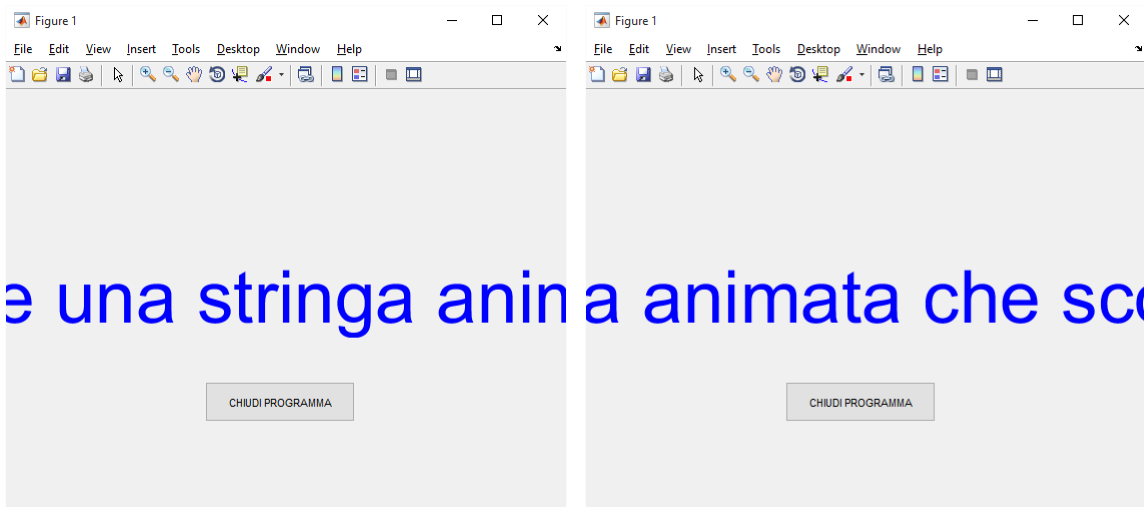 Figure 1
File Edit View Insert Tools Desktop Window Help
e una stringa anin
CHIUDI PROGRAMMA
Figure 1
File Edit View Insert Tools Desktop Window Help
a animata che sco
CHIUDI PROGRAMMA